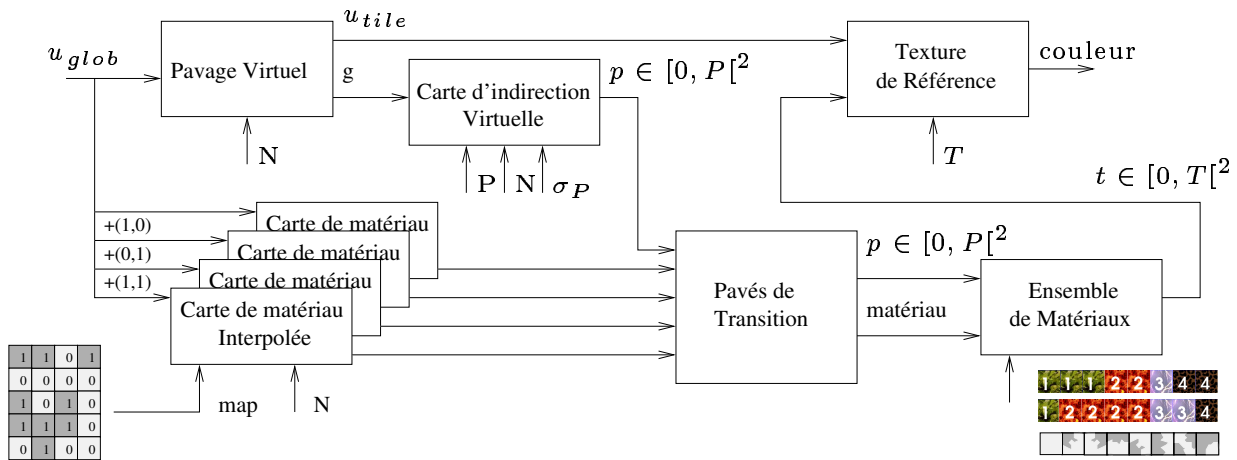 u_tile
u_glob
Pavage Virtuel
g
Carte d'indirection
Virtuelle
p ∈ [0, P[²
Texture
de Référence
couleur
N
P
N
σ_P
T
t ∈ [0, T[²
+(1,0)
+(0,1)
+(1,1)
Carte de matériau
Carte de matériau
Carte de matériau
Carte de matériau
Interpolée
p ∈ [0, P[²
Pavés de
Transition
matériau
Ensemble
de Matériaux
map
N
1 1 0 1
0 0 0 0
1 0 1 0
1 1 1 0
0 1 0 0
1 1 1 2 2 3 4 4
1 2 2 2 2 3 3 4